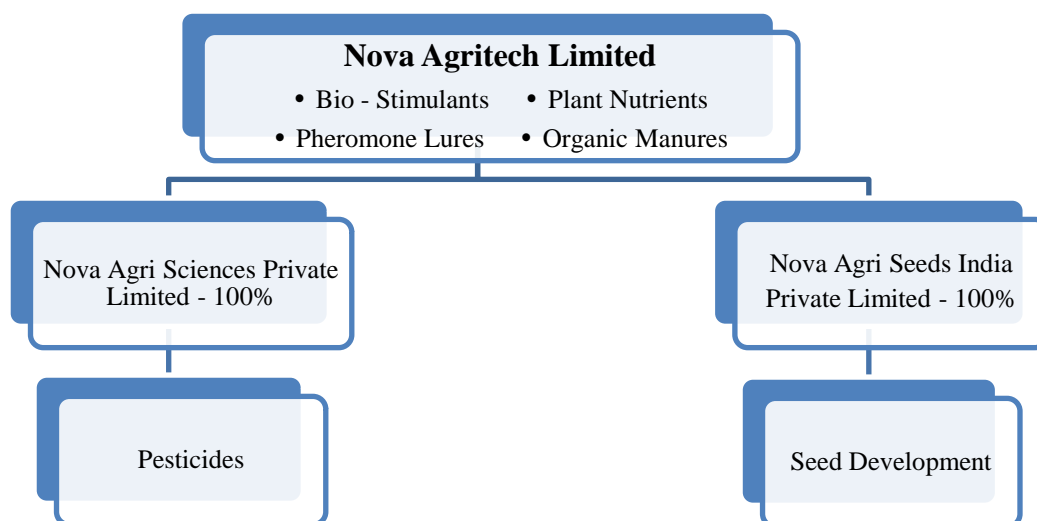 Nova Agritech Limited
• Bio - Stimulants • Plant Nutrients
• Pheromone Lures • Organic Manures
Nova Agri Sciences Private
Limited - 100%
Nova Agri Seeds India
Private Limited - 100%
Pesticides
Seed Development